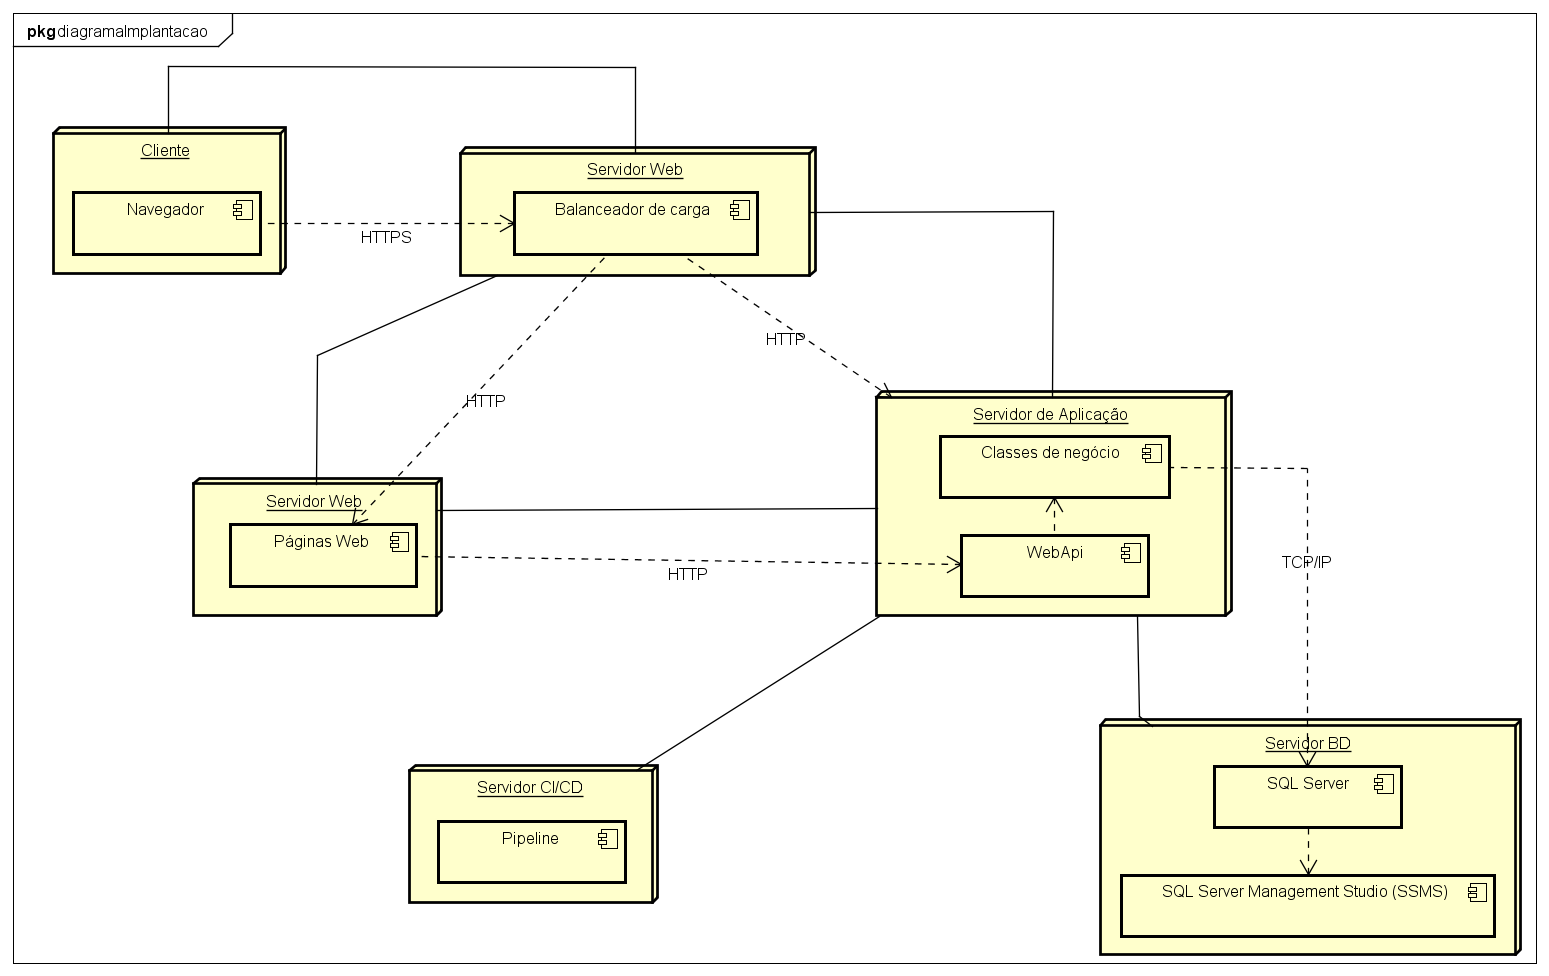 pkg diagramaImplantacao
Cliente
Servidor Web
Navegador
Balanceador de carga
HTTPS
HTTP
HTTP
Servidor de Aplicação
Classes de negócio
Servidor Web
Páginas Web
WebApi
HTTP
TCP/IP
Servidor BD
SQL Server
Servidor CI/CD
Pipeline
SQL Server Management Studio (SSMS)